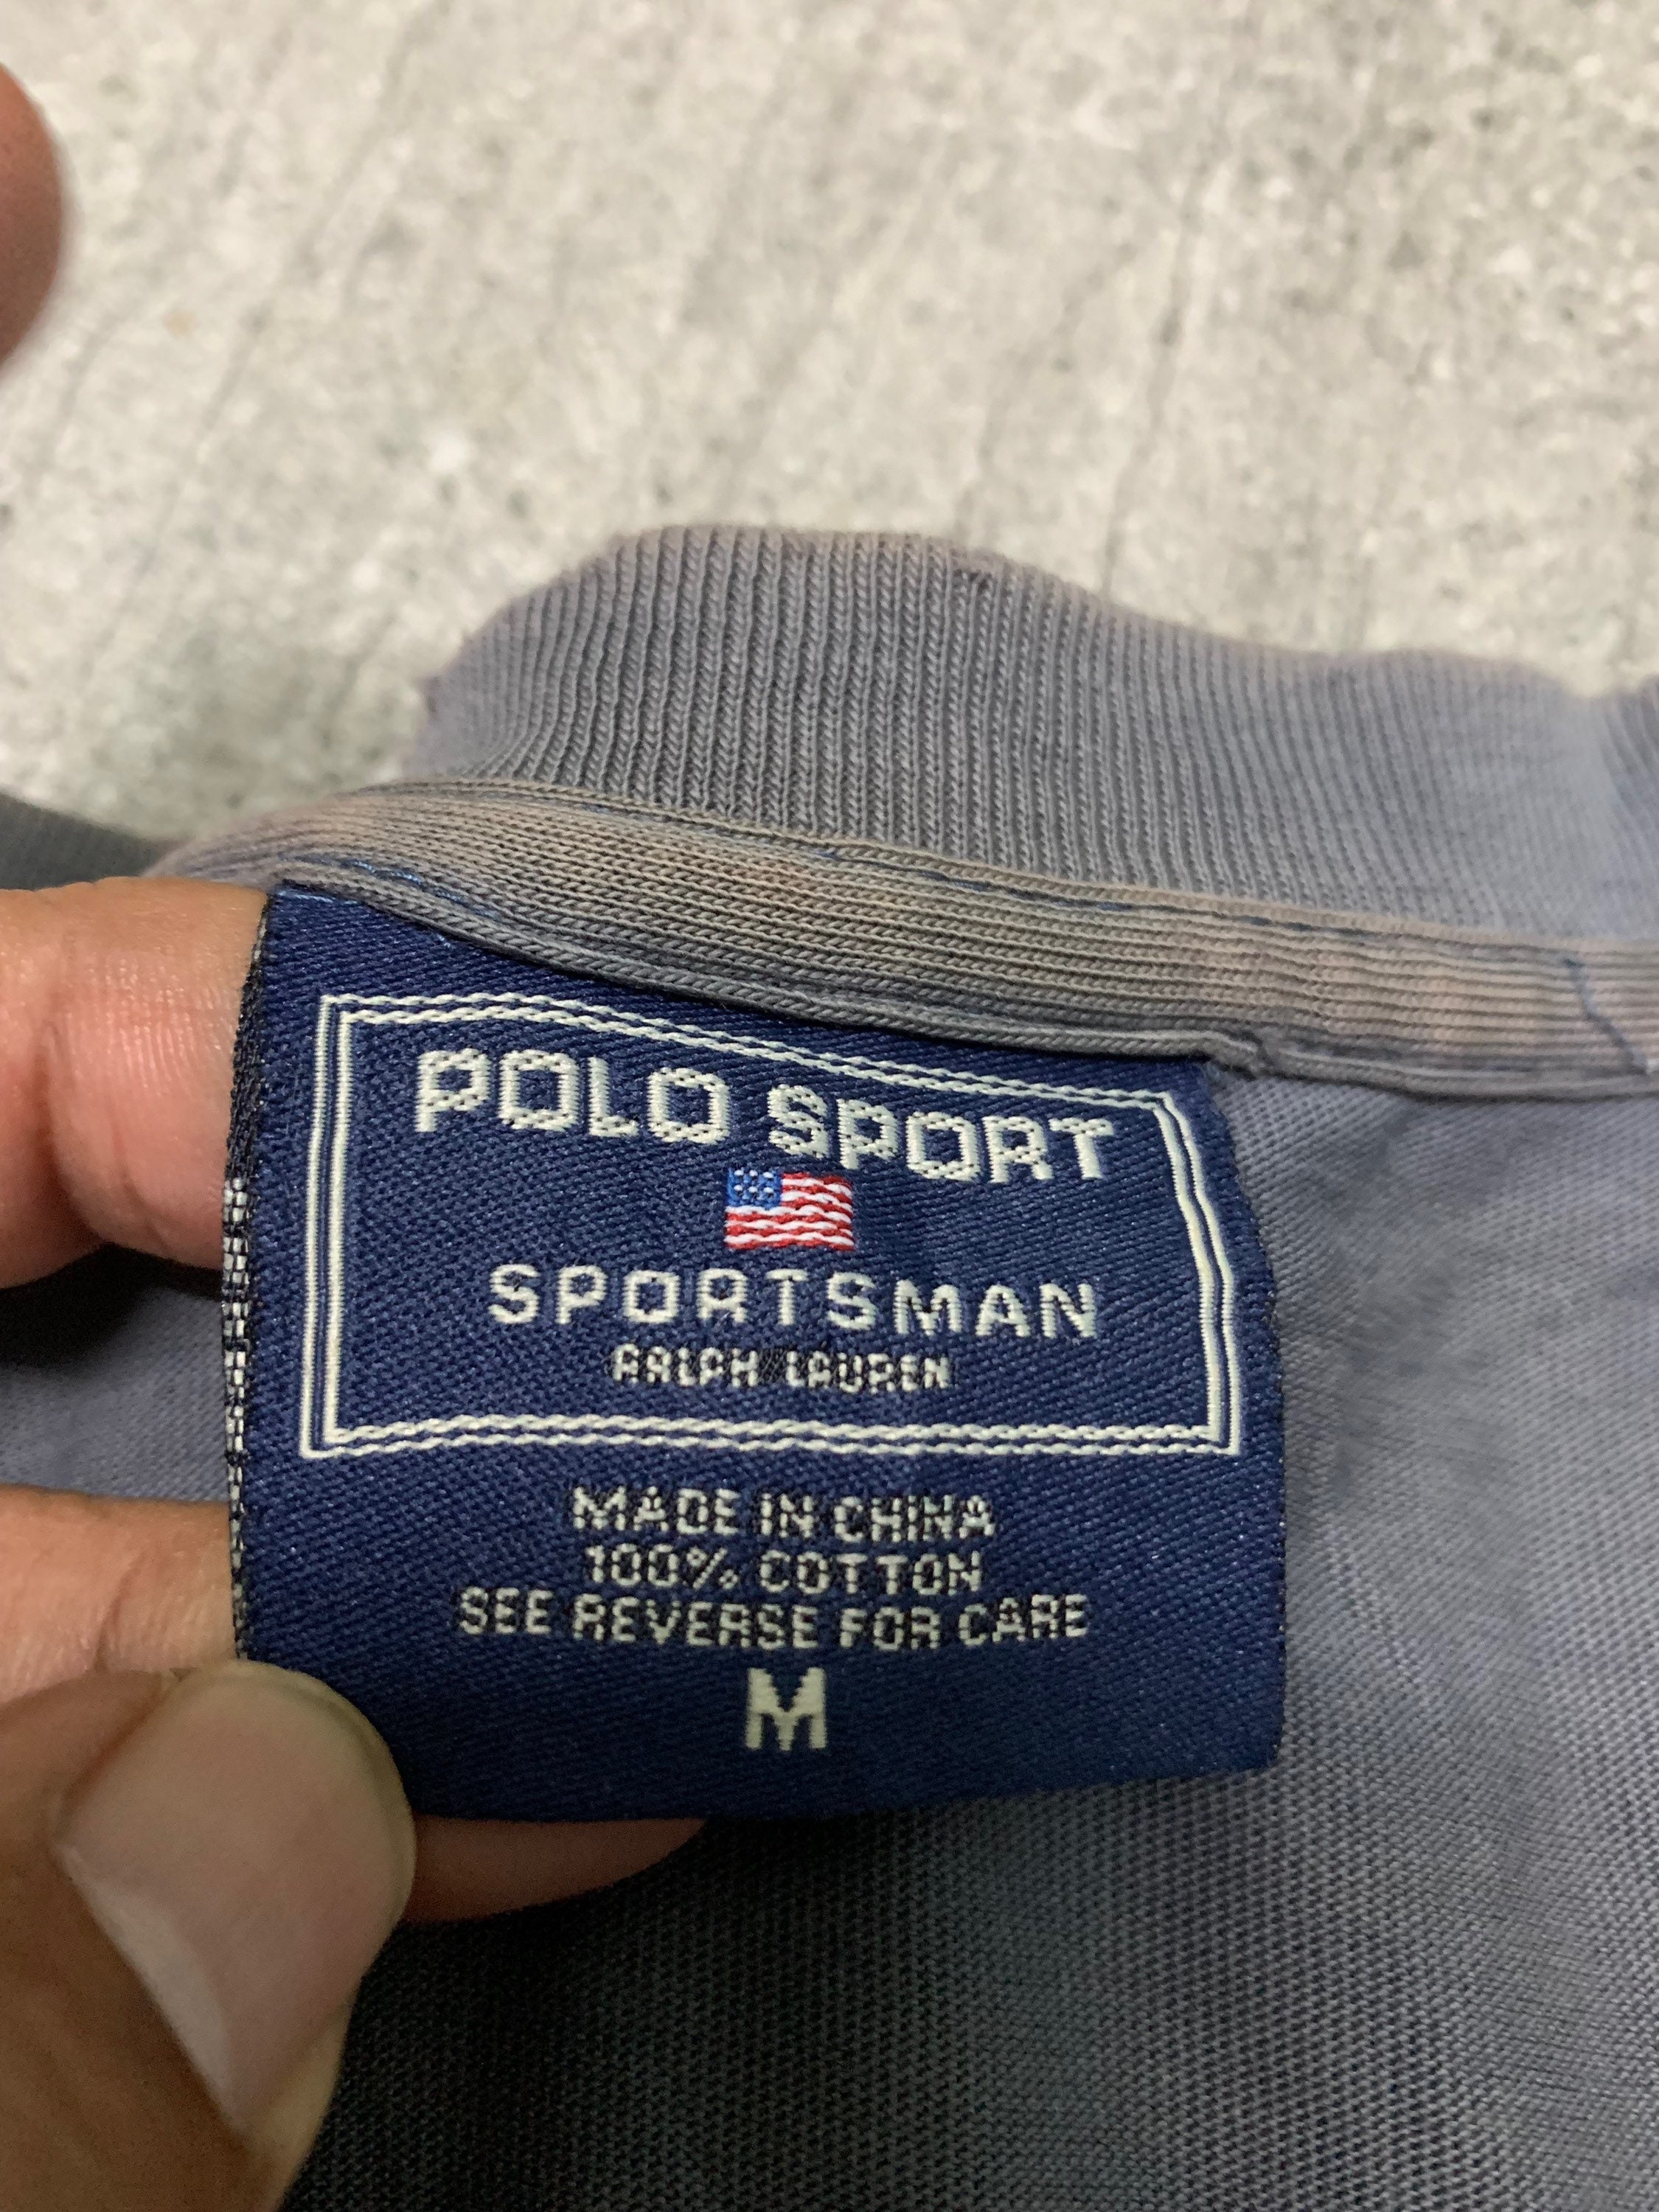 POLO SPORT
SPORTSMAN
RALPH LAUREN
MADE IN CHINA
100% COTTON
SEE REVERSE FOR CARE
M